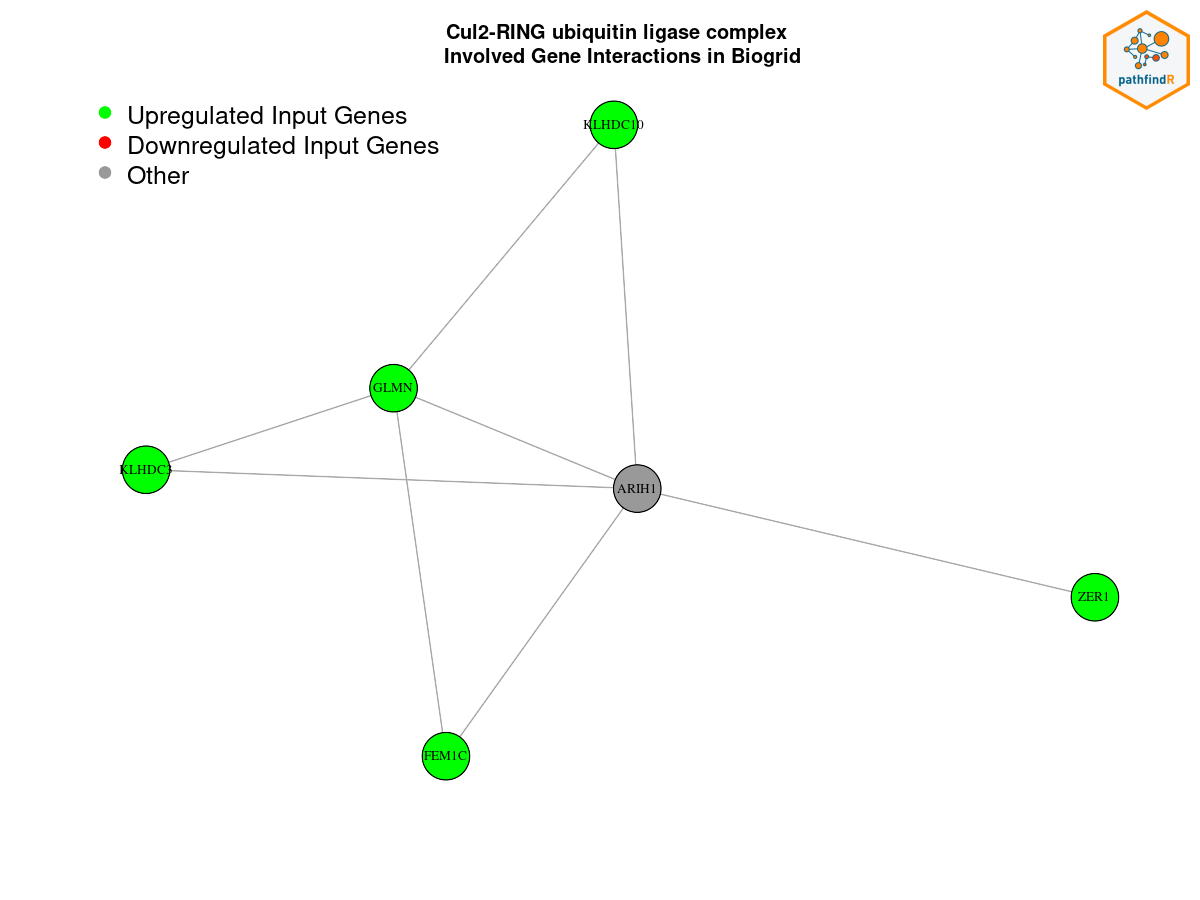 Cul2-RING ubiquitin ligase complex
Involved Gene Interactions in Biogrid
pathfindR
Upregulated Input Genes
Downregulated Input Genes
Other
KLHDC10
GLMN
KLHDC3
ARIH1
ZER1
FEM1C